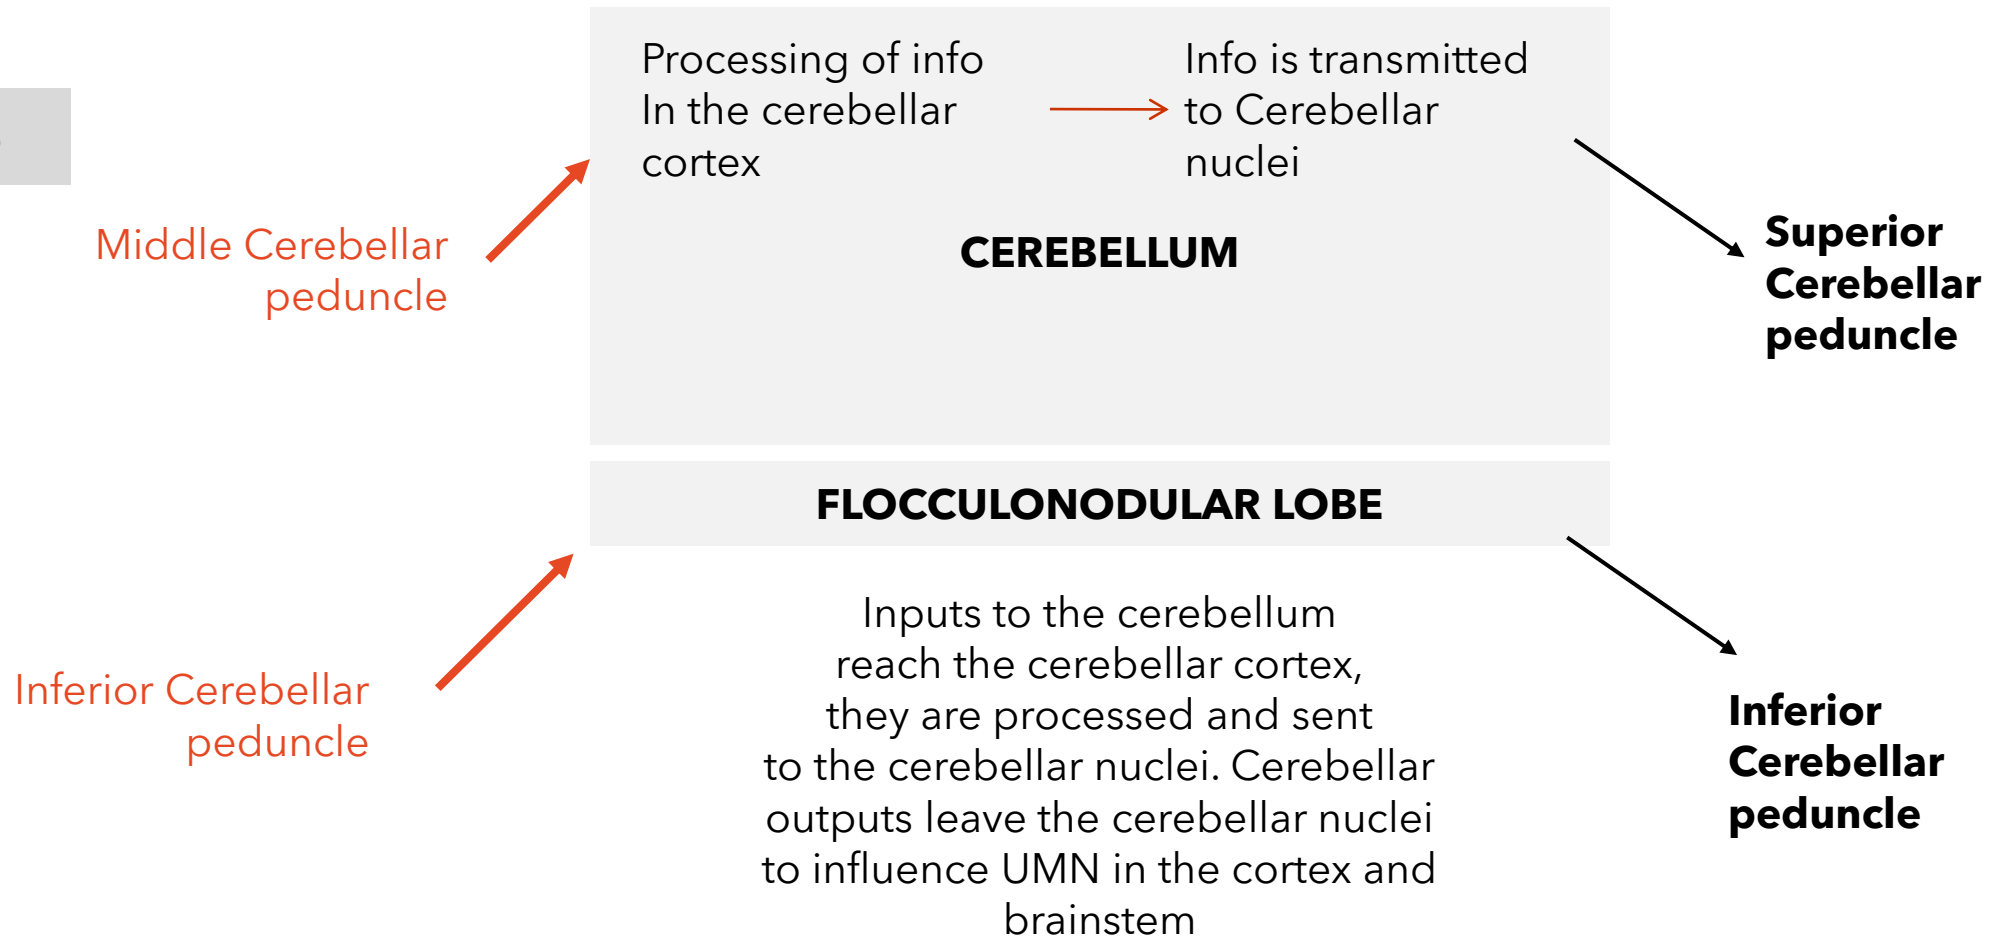 Processing of info
In the cerebellar
cortex
Info is transmitted
to Cerebellar
nuclei
Middle Cerebellar
peduncle
CEREBELLUM
Superior
Cerebellar
peduncle
FLOCCULONODULAR LOBE
Inferior Cerebellar
peduncle
Inputs to the cerebellum
reach the cerebellar cortex,
they are processed and sent
to the cerebellar nuclei. Cerebellar
outputs leave the cerebellar nuclei
to influence UMN in the cortex and
brainstem
Inferior
Cerebellar
peduncle